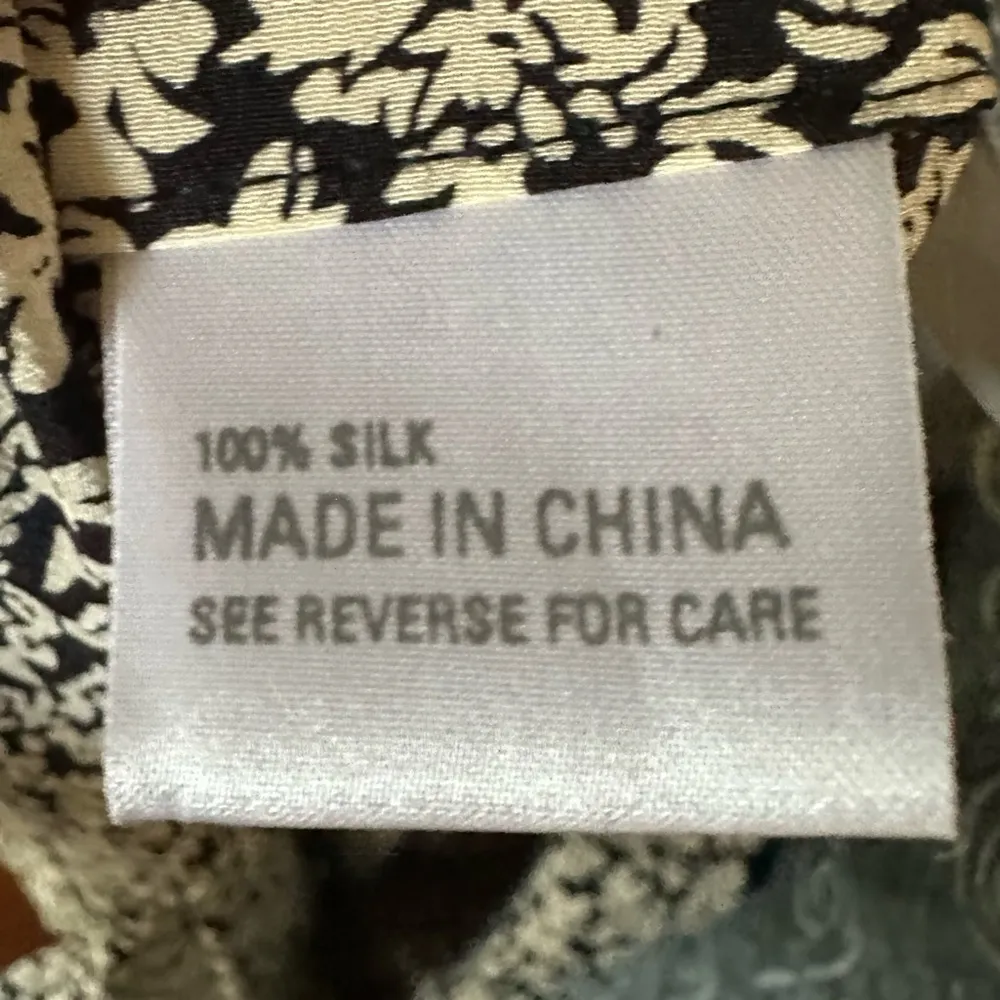 100% SILK
MADE IN CHINA
SEE REVERSE FOR CARE